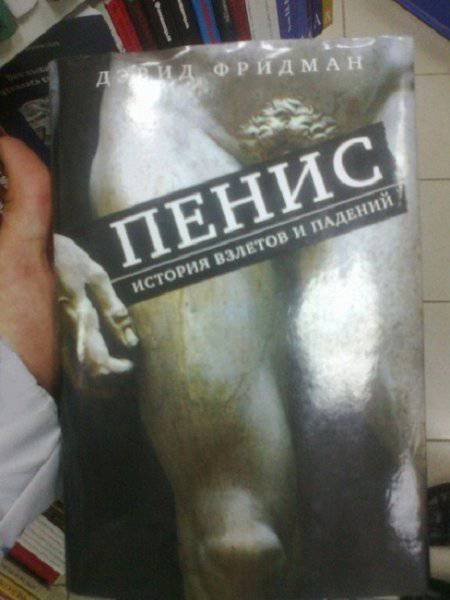 ДЭВИД ФРИДМАН
ПЕНИС
ИСТОРИЯ ВЗЛЕТОВ И ПАДЕНИЙ